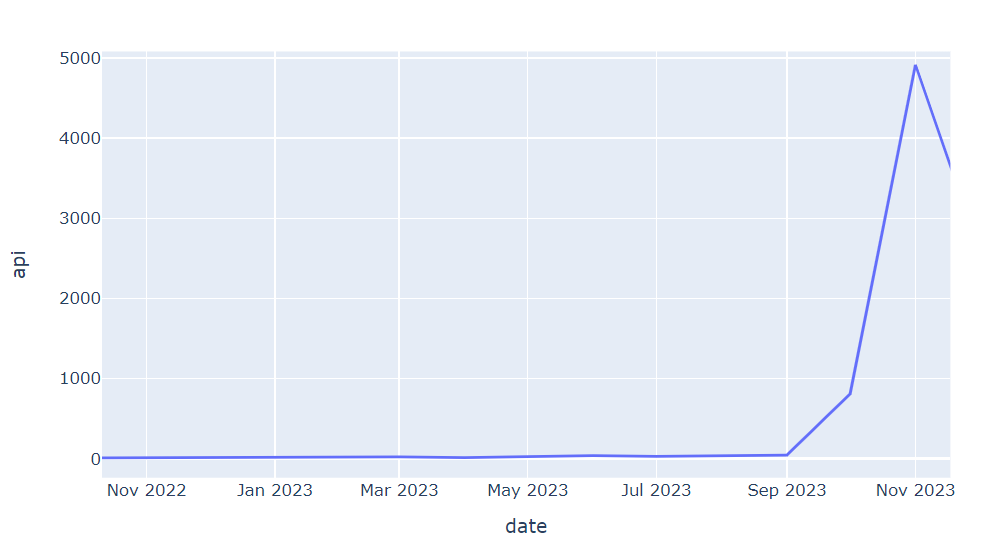 5000
4000
3000
2000
1000
0
api
Nov 2022
Jan 2023
Mar 2023
May 2023
Jul 2023
Sep 2023
Nov 2023
date